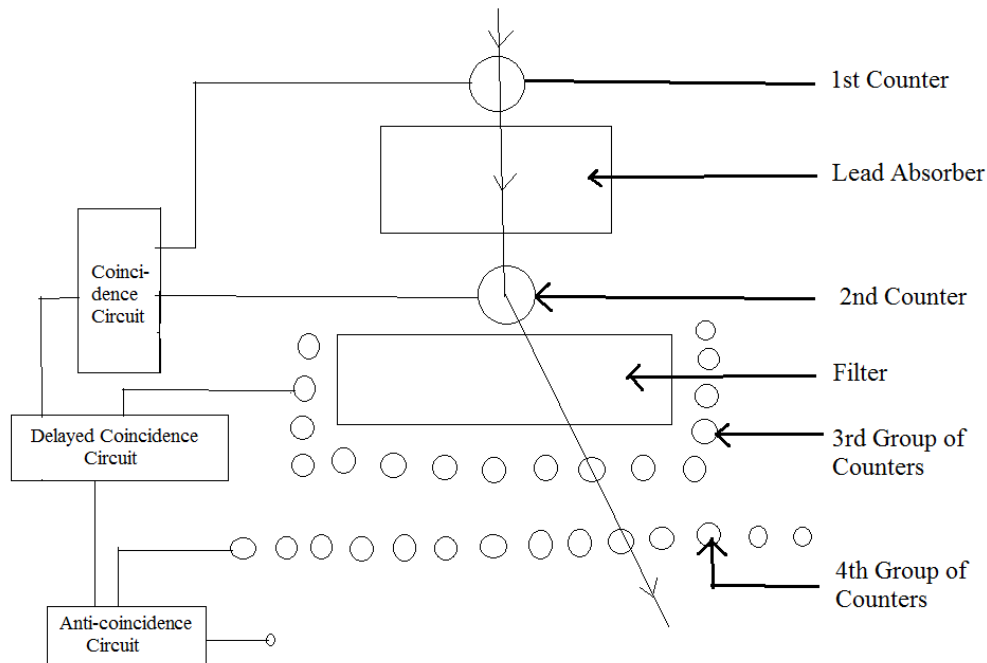 1st Counter
Lead Absorber
Coinci-
dence
Circuit
2nd Counter
Filter
Delayed Coincidence
Circuit
3rd Group of
Counters
4th Group of
Counters
Anti-coincidence
Circuit